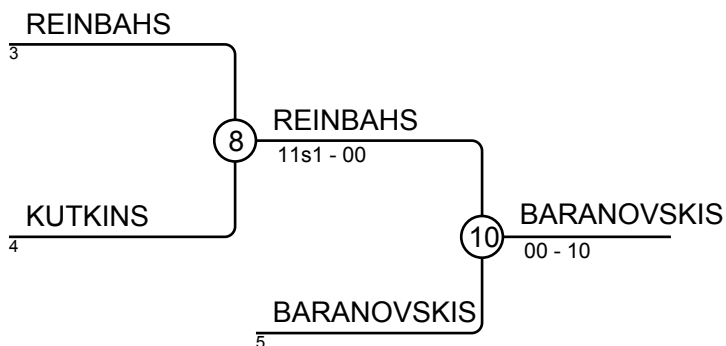 REINBAHS
3
8
REINBAHS
11s1 - 00
KUTKINS
4
10
BARANOVSKIS
00 - 10
BARANOVSKIS
5